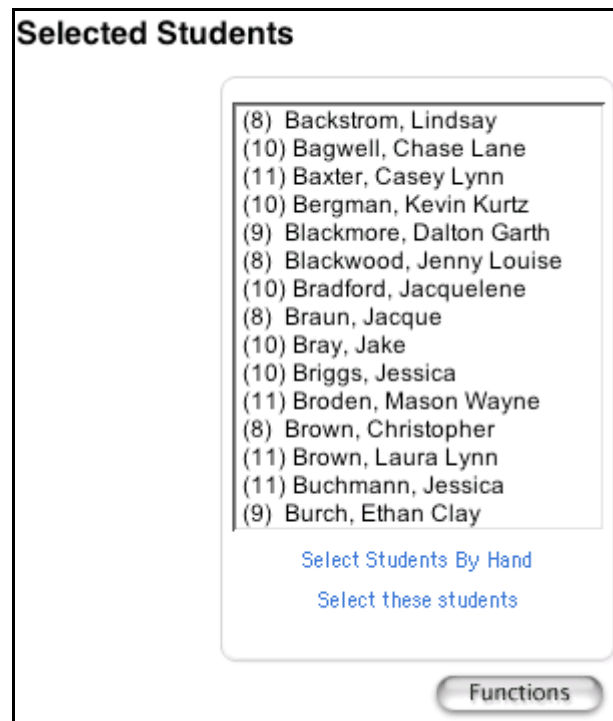 Selected Students
(8) Backstrom, Lindsay
(10) Bagwell, Chase Lane
(11) Baxter, Casey Lynn
(10) Bergman, Kevin Kurtz
(9) Blackmore, Dalton Garth
(8) Blackwood, Jenny Louise
(10) Bradford, Jacquelene
(8) Braun, Jacque
(10) Bray, Jake
(10) Briggs, Jessica
(11) Broden, Mason Wayne
(8) Brown, Christopher
(11) Brown, Laura Lynn
(11) Buchmann, Jessica
(9) Burch, Ethan Clay
Select Students By Hand
Select these students
Functions